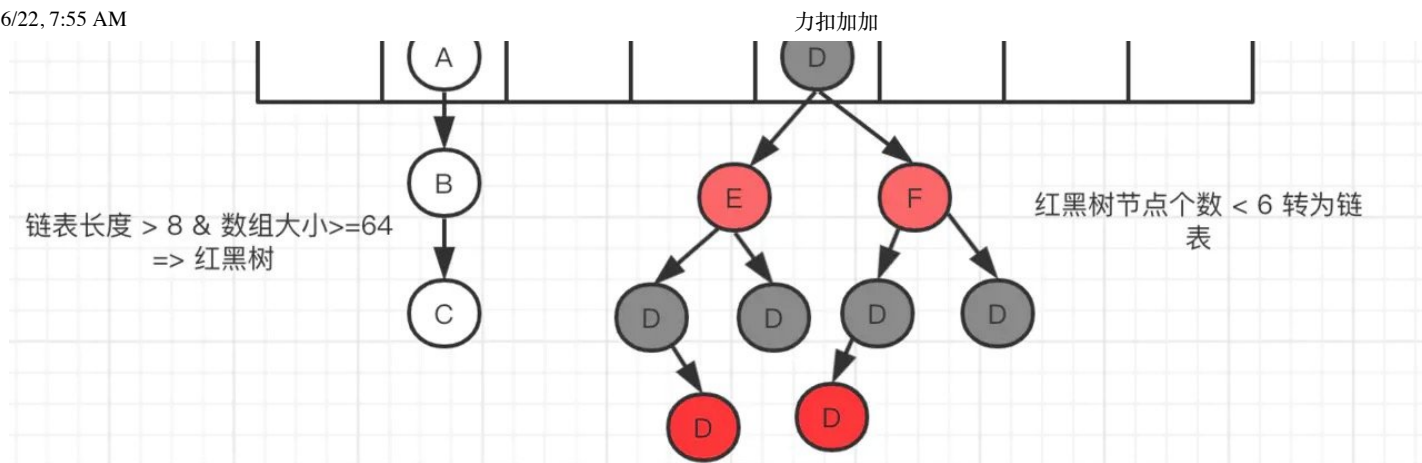 6/22, 7:55 AM 力扣加加
A D
B
E F
链表长度 > 8 & 数组大小>=64
=> 红黑树
红黑树节点个数 < 6 转为链
表
C D D D D
D D